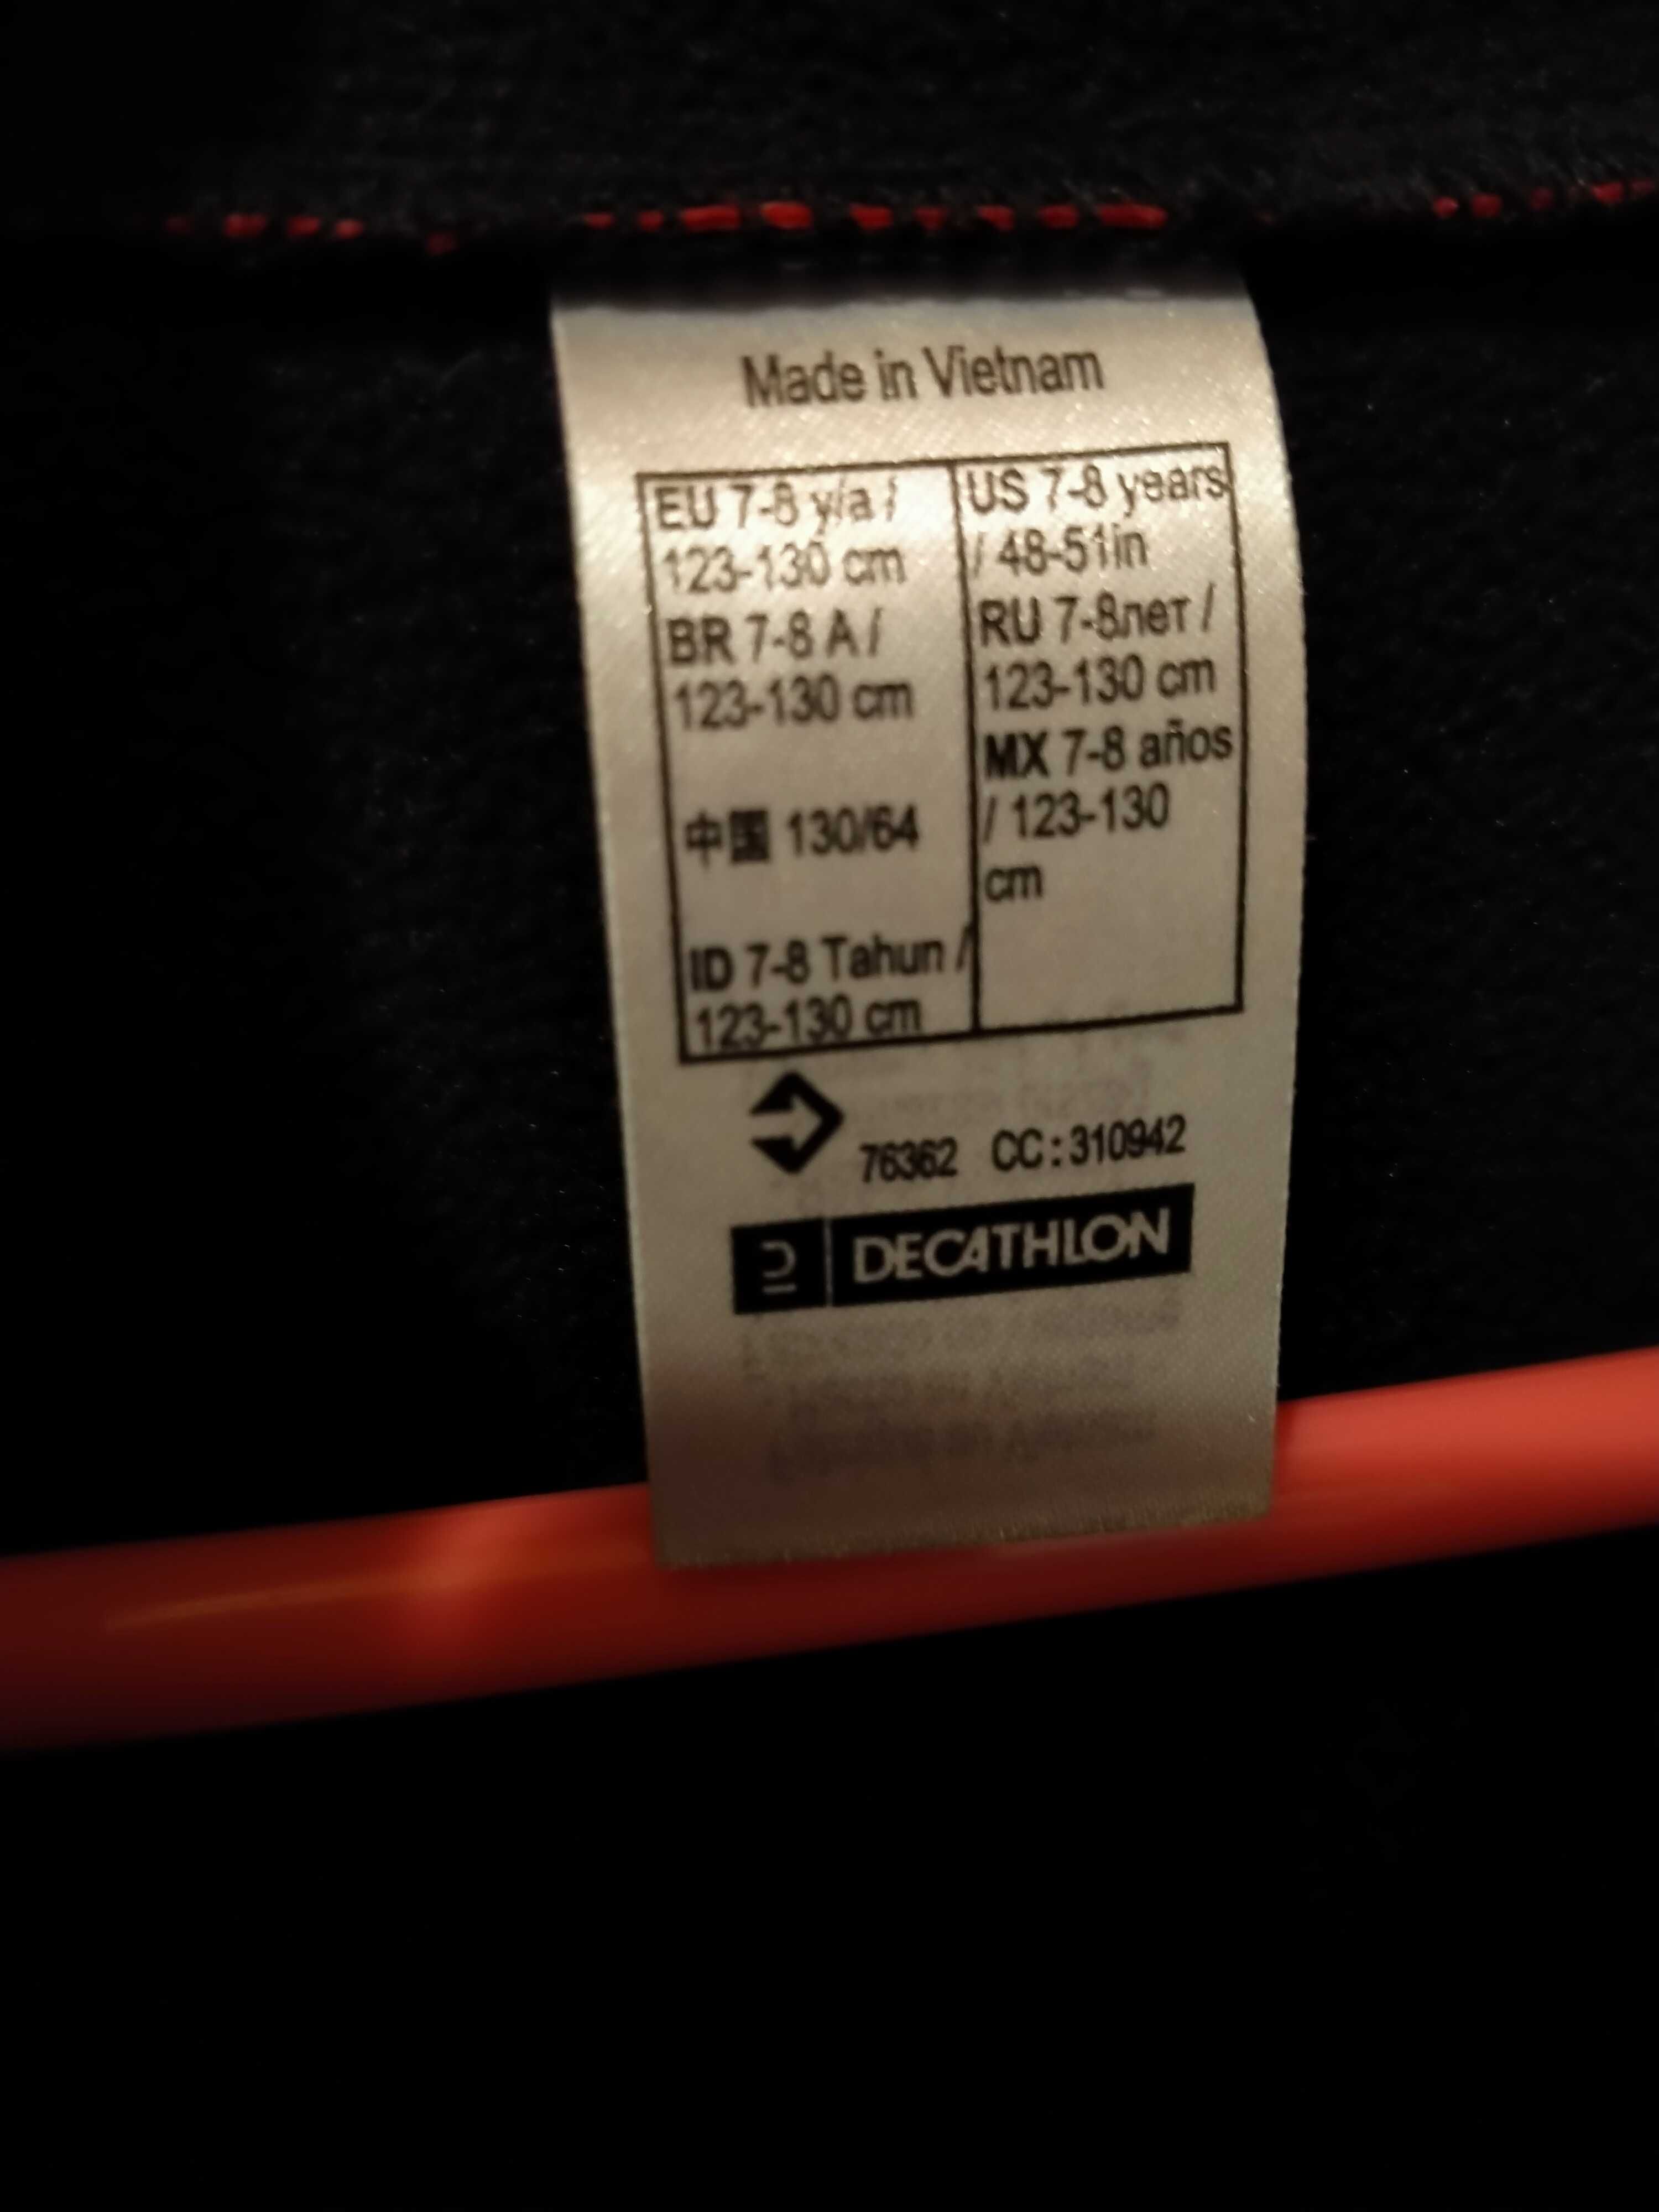 Made in Vietnam
EU 7-8 y/a /
123-130 cm
BR 7-8 A /
123-130 cm
中国 130/64
ID 7-8 Tahun /
123-130 cm
US 7-8 years
/ 48-51in
RU 7-8лет /
123-130 cm
MX 7-8 años
/ 123-130
cm
76362 CC:310942
DECATHLON